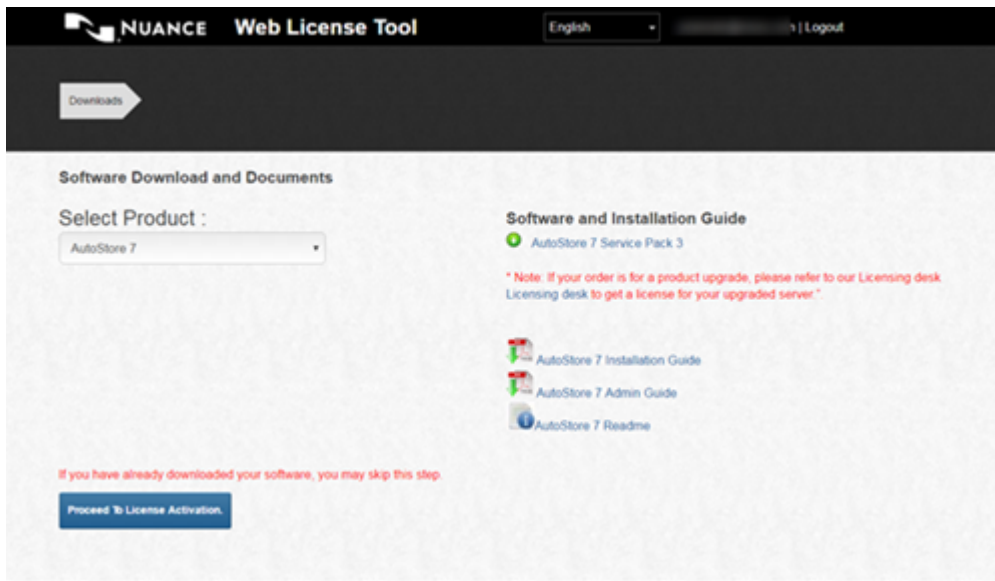 NUANCE Web License Tool
English
| Logout
Downloads
Software Download and Documents
Select Product :
AutoStore 7
Software and Installation Guide
AutoStore 7 Service Pack 3
* Note: If your order is for a product upgrade, please refer to our Licensing desk
Licensing desk to get a license for your upgraded server.*
AutoStore 7 Installation Guide
AutoStore 7 Admin Guide
AutoStore 7 Readme
If you have already downloaded your software, you may skip this step.
Proceed To License Activation.